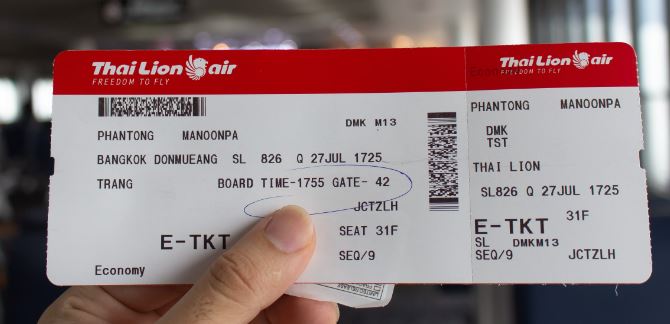 Thai Lion air
FREEDOM TO FLY
DMK M13
PHANTONG MANOONPA
BANGKOK DONMUEANG SL 826 Q 27JUL 1725
TRANG BOARD TIME-1755 GATE- 42
JCTZLH
E-TKT SEAT 31F
SEQ/9
Economy
Thai Lion air
Economy FREEDOM TO FLY
PHANTONG MANOONPA
DMK
TST
THAI LION
SL826 Q 27JUL 1725
E-TKT 31F
SL DMKM13
SEQ/9 JCTZLH